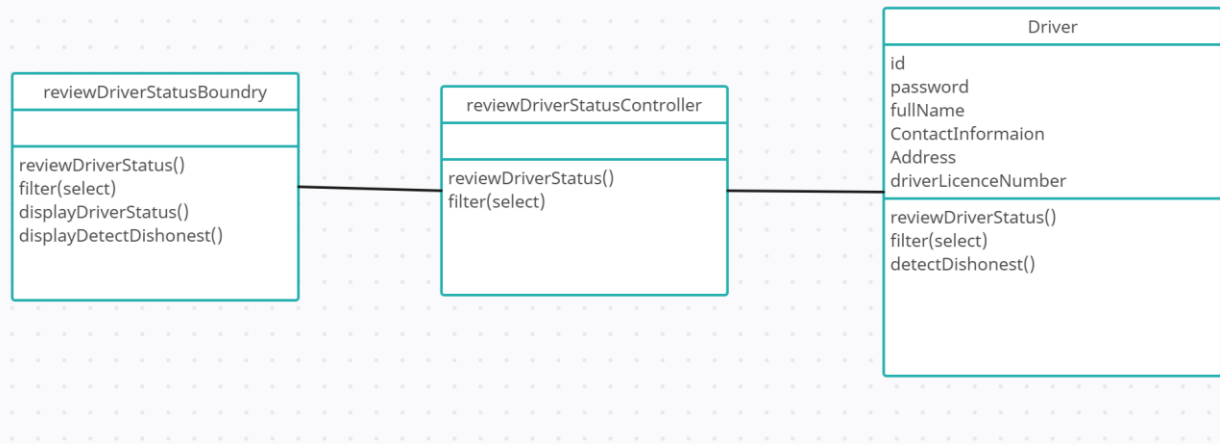 reviewDriverStatusBoundry
reviewDriverStatus()
filter(select)
displayDriverStatus()
displayDetectDishonest()
reviewDriverStatusController
reviewDriverStatus()
filter(select)
Driver
id
password
fullName
ContactInformaion
Address
driverLicenceNumber
reviewDriverStatus()
filter(select)
detectDishonest()